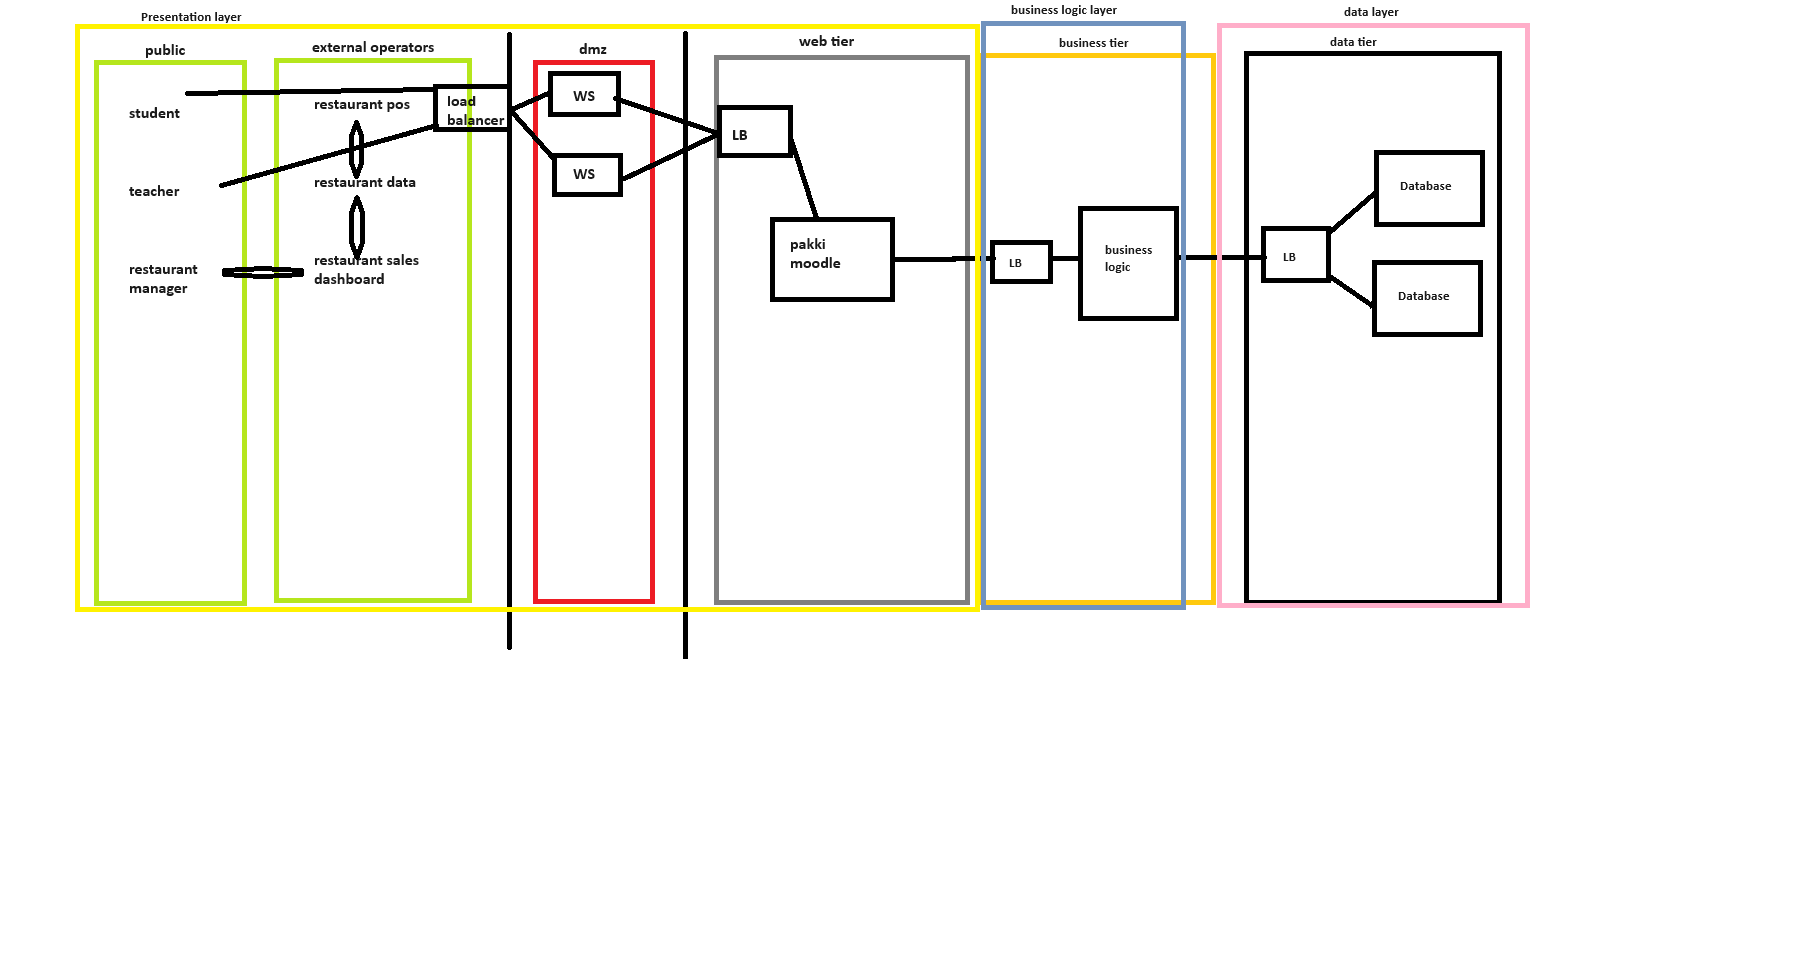 Presentation layer
business logic layer
data layer
public
external operators
dmz
web tier
business tier
data tier
student
teacher
restaurant
manager
restaurant pos
restaurant data
restaurant sales
dashboard
load
balancer
WS
WS
LB
pakki
moodle
LB
business
logic
LB
Database
Database